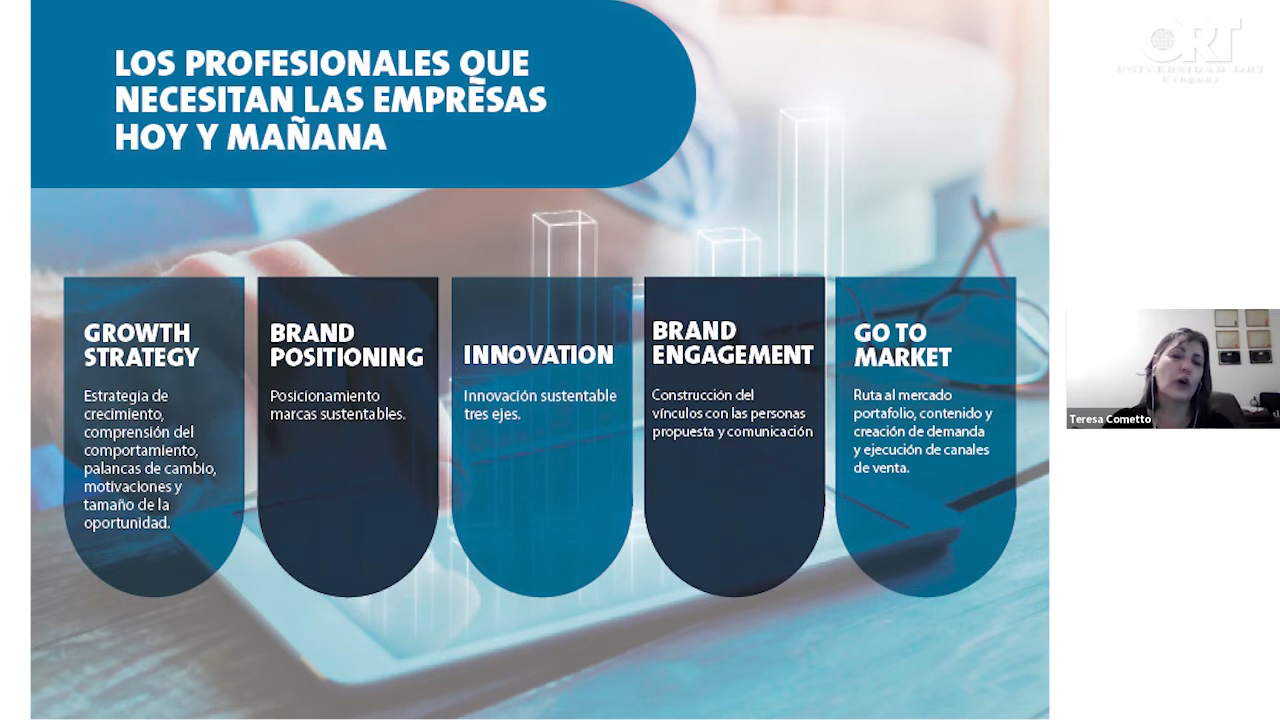 LOS PROFESIONALES QUE
NECESITAN LAS EMPRESAS
HOY Y MAÑANA
GROWTH
STRATEGY
Estrategia de
crecimiento,
comprensión del
comportamiento,
palancas de cambio,
motivaciones y
tamaño de la
oportunidad.
BRAND
POSITIONING
Posicionamiento
marcas sustentables.
INNOVATION
Innovación sustentable
tres ejes.
BRAND
ENGAGEMENT
Construcción del
vínculos con las personas
propuesta y comunicación
GO TO
MARKET
Ruta al mercado
portafolio, contenido y
creación de demanda
y ejecución de canales
de venta.
ORT
UNIVERSIDAD ORT
Uruguay
Teresa Cometto